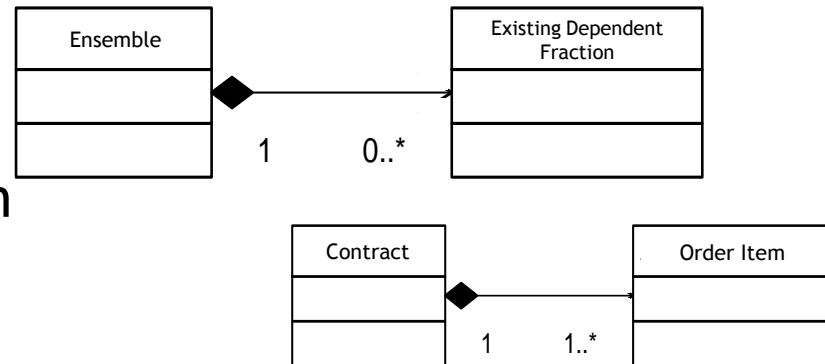 Ensemble
Existing Dependent
Fraction
1 0..*
n
Contract
Order Item
1 1..*